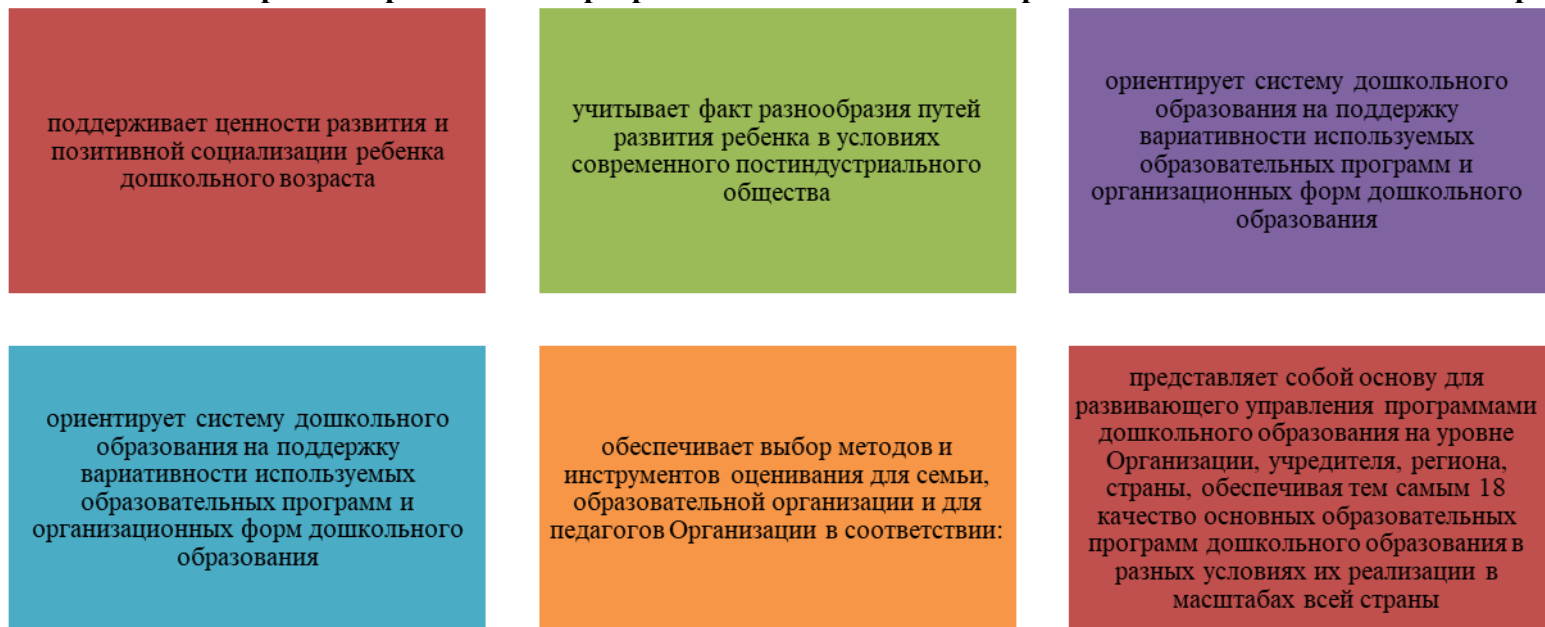 поддерживает ценности развития и
позитивной социализации ребенка
дошкольного возраста
учитывает факт разнообразия путей
развития ребенка в условиях
современного постиндустриального
общества
ориентирует систему дошкольного
образования на поддержку
вариативности используемых
образовательных программ и
организационных форм дошкольного
образования
ориентирует систему дошкольного
образования на поддержку
вариативности используемых
образовательных программ и
организационных форм дошкольного
образования
обеспечивает выбор методов и
инструментов оценивания для семьи,
образовательной организации и для
педагогов Организации в соответствии:
представляет собой основу для
развивающего управления программами
дошкольного образования на уровне
Организации, учредителя, региона,
страны, обеспечивая тем самым 18
качество основных образовательных
программ дошкольного образования в
разных условиях их реализации в
масштабах всей страны